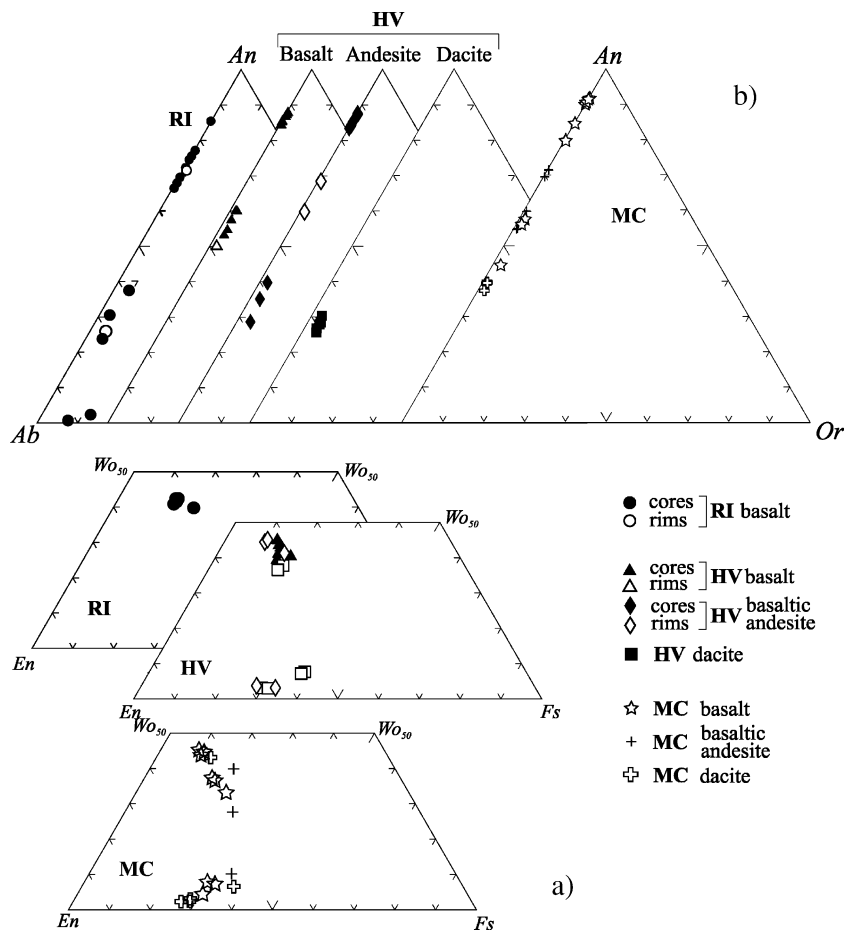 HV
An Basalt Andesite Dacite An
b)
RI
MC
Ab Or
Wo50 Wo50
Wo50
RI
En
HV
En Fs
Wo50 Wo50
MC
En Fs
a)
cores
rims
RI basalt
cores
rims
HV basalt
cores
rims
HV basaltic
andesite
HV dacite
MC basalt
MC basaltic
andesite
MC dacite